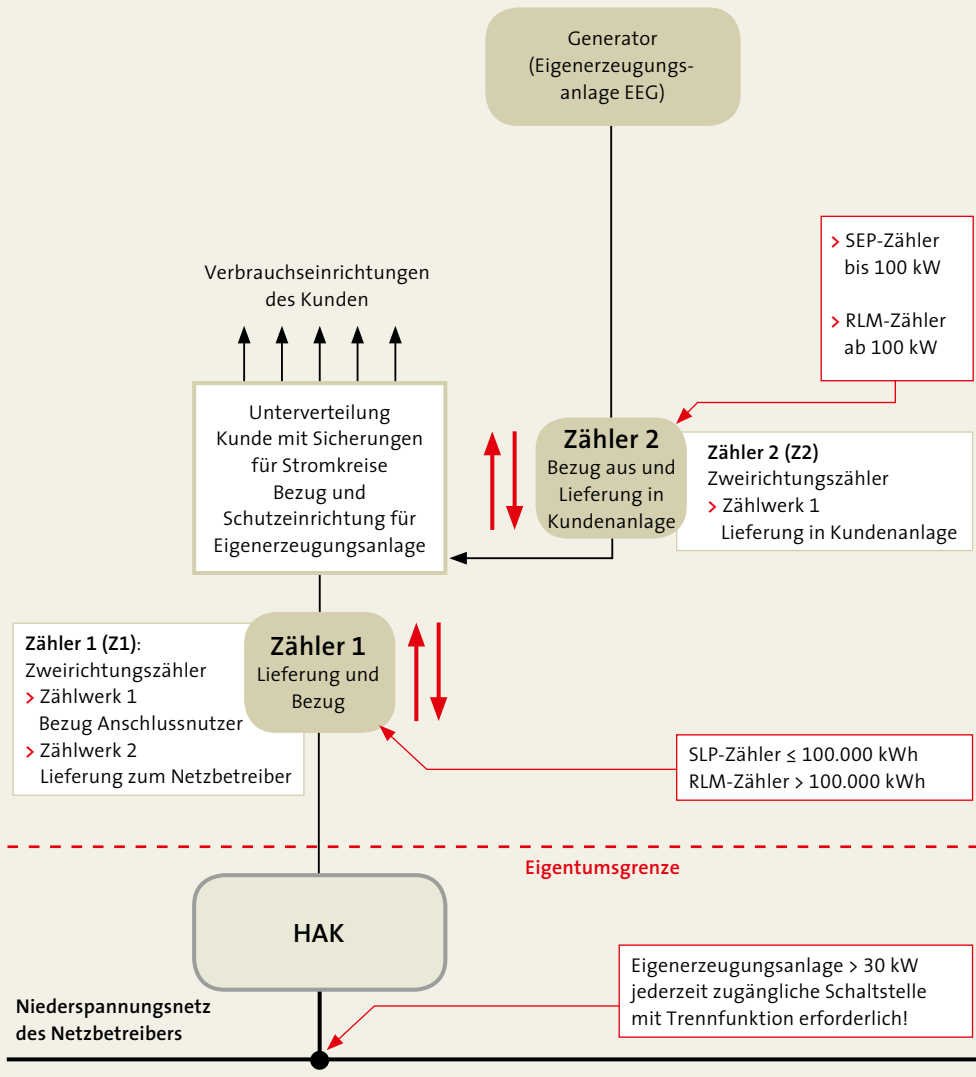 Generator
(Eigenerzeugungs-
anlage EEG)
> SEP-Zähler
bis 100 kW
> RLM-Zähler
ab 100 kW
Verbrauchseinrichtungen
des Kunden
Unterverteilung
Kunde mit Sicherungen
für Stromkreise
Bezug und
Schutzeinrichtung für
Eigenerzeugungsanlage
Zähler 2
Bezug aus und
Lieferung in
Kundenanlage
Zähler 2 (Z2)
Zweirichtungszähler
> Zählwerk 1
Lieferung in Kundenanlage
Zähler 1 (Z1):
Zweirichtungszähler
> Zählwerk 1
Bezug Anschlussnutzer
> Zählwerk 2
Lieferung zum Netzbetreiber
Zähler 1
Lieferung und
Bezug
SLP-Zähler ≤ 100.000 kWh
RLM-Zähler > 100.000 kWh
Eigentumsgrenze
HAK
Eigenerzeugungsanlage > 30 kW
jederzeit zugängliche Schaltstelle
mit Trennfunktion erforderlich!
Niederspannungsnetz
des Netzbetreibers